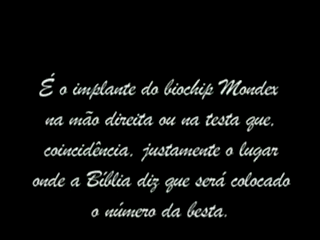 É o implante do biochip Mondex
na mão direita ou na testa que,
coincidência, justamente o lugar
onde a Bíblia diz que será colocado
o número da besta.